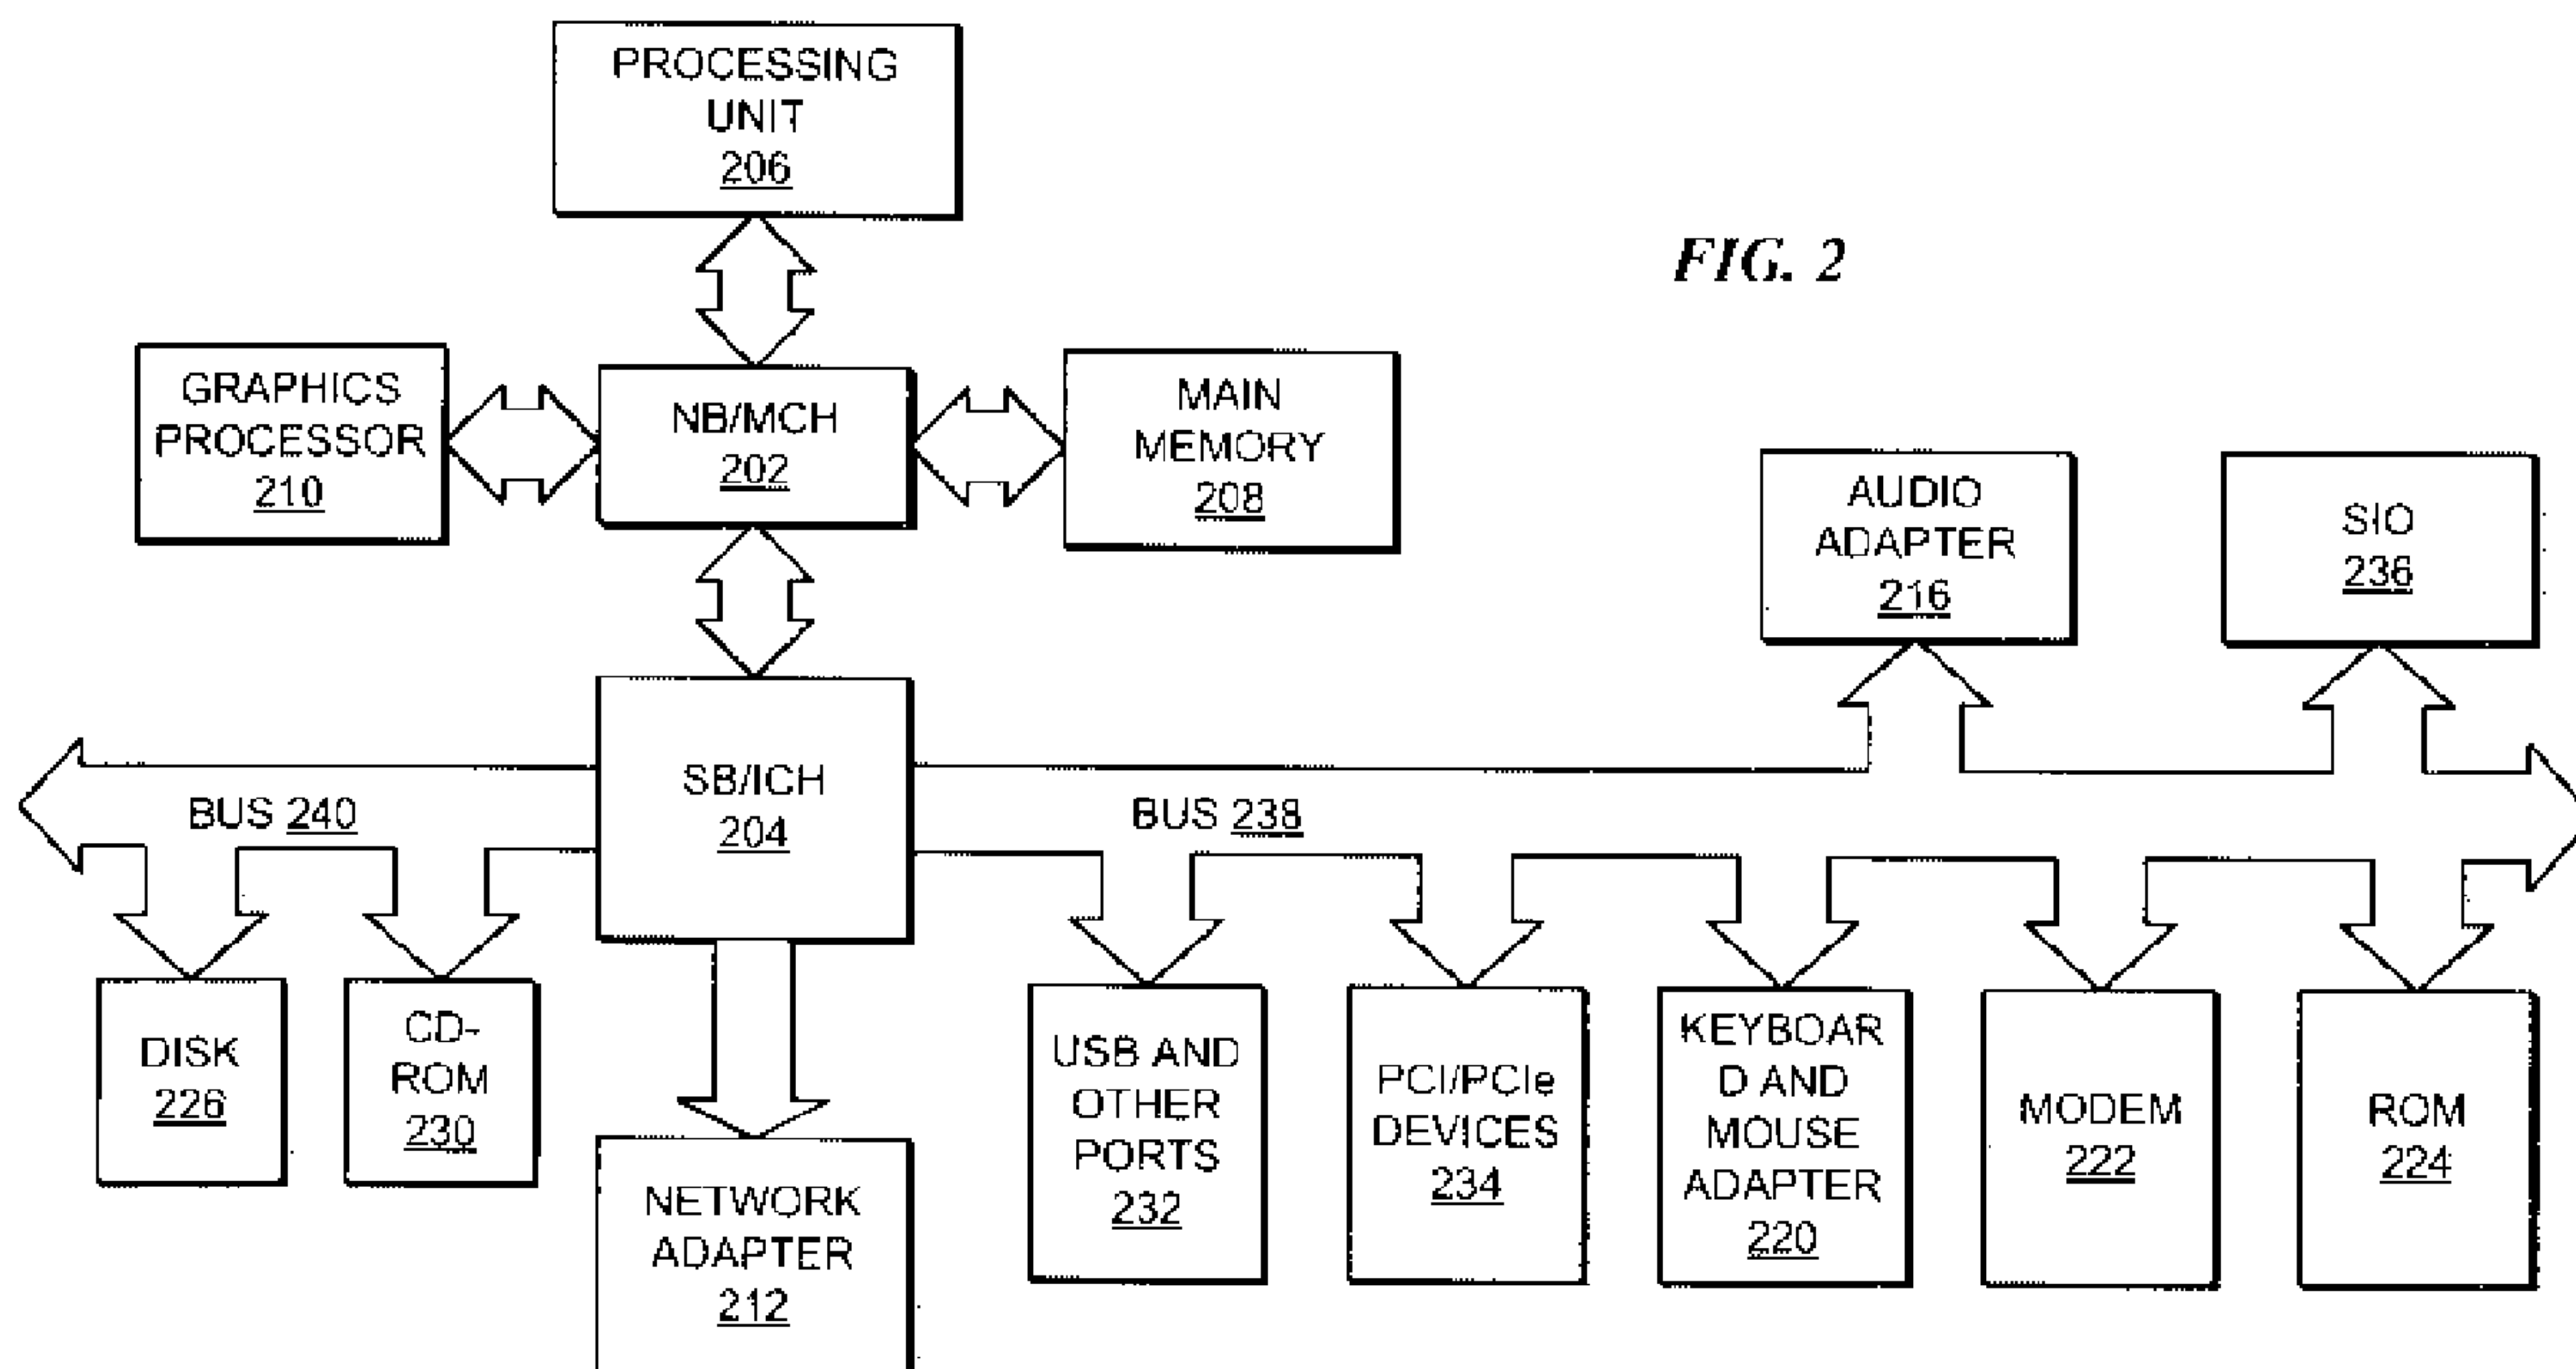 PROCESSING
UNIT
206
FIG. 2
GRAPHICS
PROCESSOR
210
NB/MCH
202
MAIN
MEMORY
208
AUDIO
ADAPTER
216
SIO
236
SB/ICH
204
BUS 240
BUS 238
DISK
226
CD-
ROM
230
NETWORK
ADAPTER
212
USB AND
OTHER
PORTS
232
PCI/PCIe
DEVICES
234
KEYBOAR
D AND
MOUSE
ADAPTER
220
MODEM
222
ROM
224